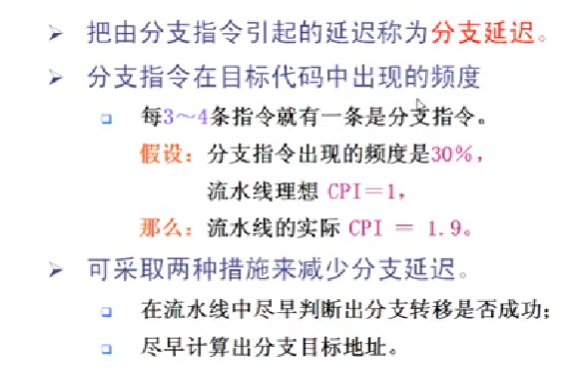 把由分支指令引起的延迟称为分支延迟。
分支指令在目标代码中出现的频度
每3～4条指令就有一条是分支指令。
假设：分支指令出现的频度是30%，
流水线理想 CPI＝1，
那么：流水线的实际 CPI ＝ 1.9。
可采取两种措施来减少分支延迟。
在流水线中尽早判断出分支转移是否成功；
尽早计算出分支目标地址。